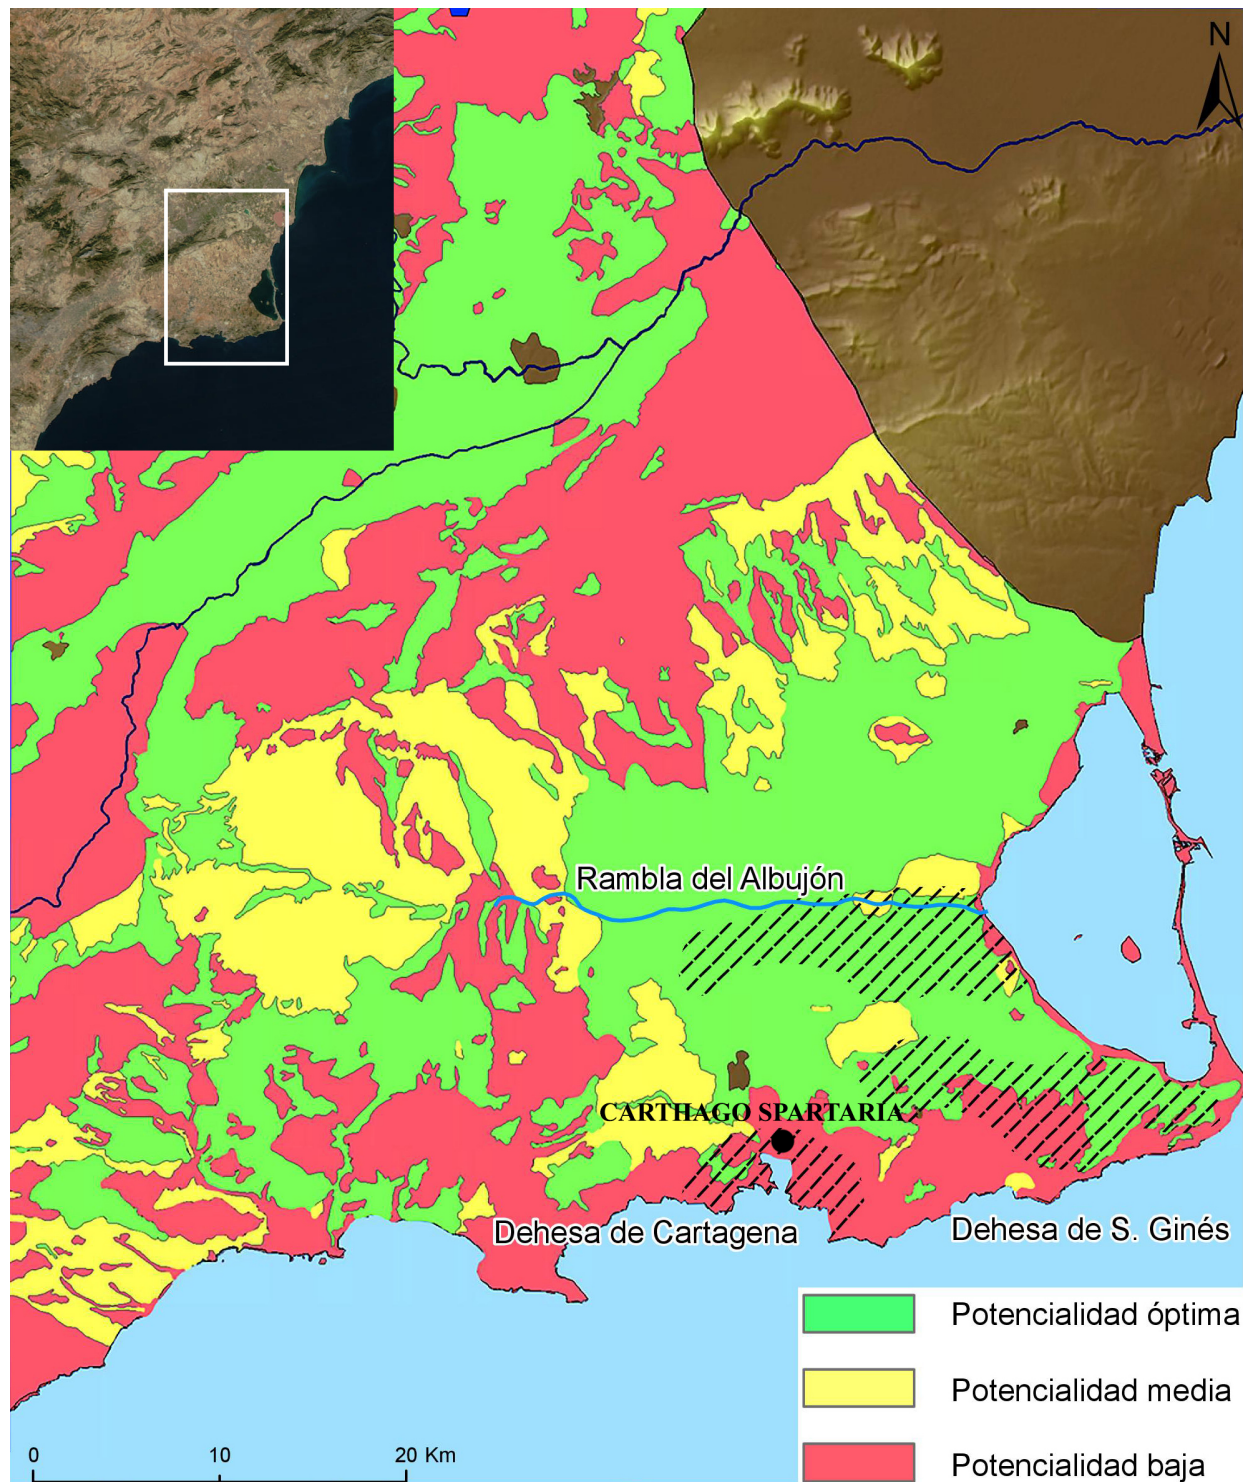 N
Rambla del Albujón
CARTHAGO SPARTARIA
Dehesa de Cartagena
Dehesa de S. Ginés
Potencialidad óptima
Potencialidad media
Potencialidad baja
0 10 20 Km